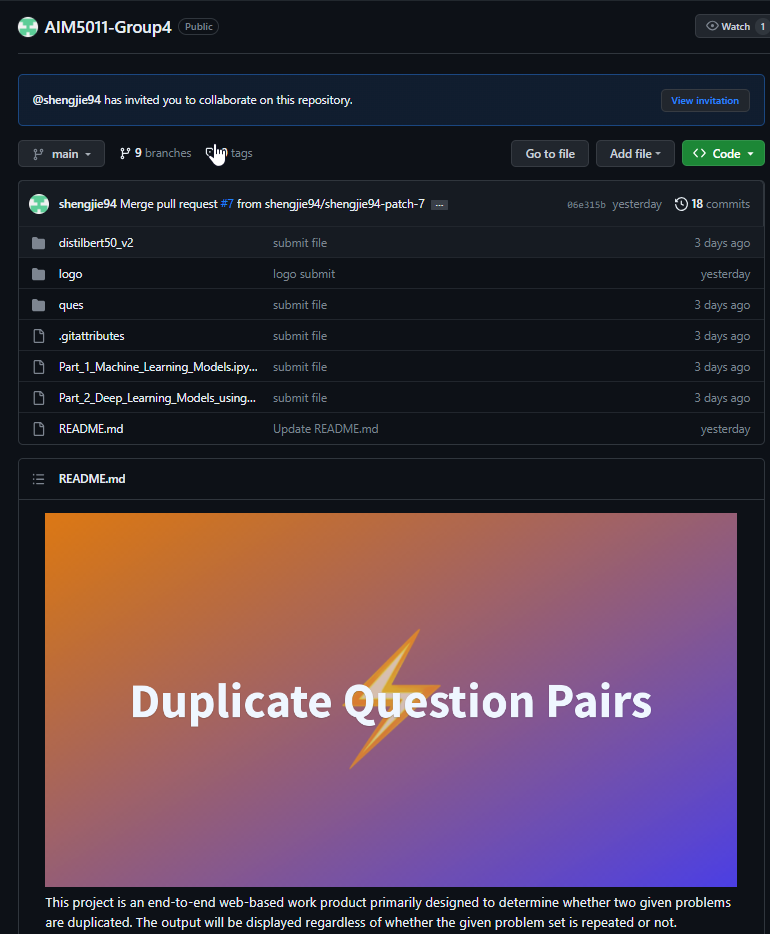 AIM5011-Group4 Public Watch 1
@shengjie94 has invited you to collaborate on this repository. View invitation
main 9 branches tags Go to file Add file Code
shengjie94 Merge pull request #7 from shengjie94/shengjie94-patch-7 ... 06e315b yesterday 18 commits
distilbert50_v2 submit file 3 days ago
logo logo submit yesterday
ques submit file 3 days ago
.gitattributes submit file 3 days ago
Part_1_Machine_Learning_Models.ipy... submit file 3 days ago
Part_2_Deep_Learning_Models_using... submit file 3 days ago
README.md Update README.md yesterday
README.md
Duplicate Question Pairs
This project is an end-to-end web-based work product primarily designed to determine whether two given problems
are duplicated. The output will be displayed regardless of whether the given problem set is repeated or not.